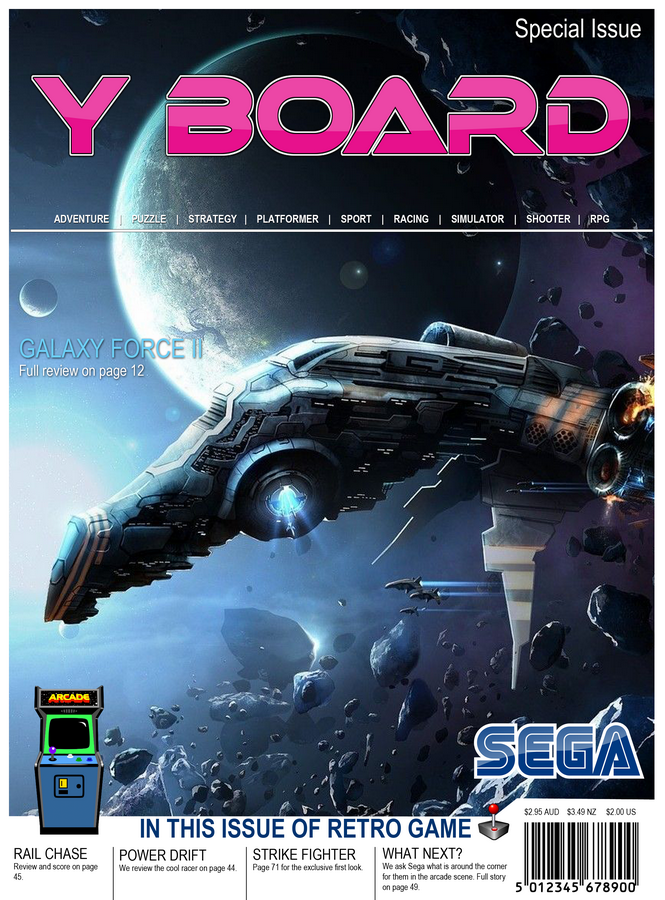 Special Issue
Y BOARD
ADVENTURE | PUZZLE | STRATEGY | PLATFORMER | SPORT | RACING | SIMULATOR | SHOOTER | RPG
GALAXY FORCE II
Full review on page 12
ARCADE
SEGA
$2.95 AUD $3.49 NZ $2.00 US
IN THIS ISSUE OF RETRO GAME
RAIL CHASE
Review and score on page
45.
POWER DRIFT
We review the cool racer on page 44.
STRIKE FIGHTER
Page 71 for the exclusive first look.
WHAT NEXT?
We ask Sega what is around the corner
for them in the arcade scene. Full story
on page 49.
5 012345 678900